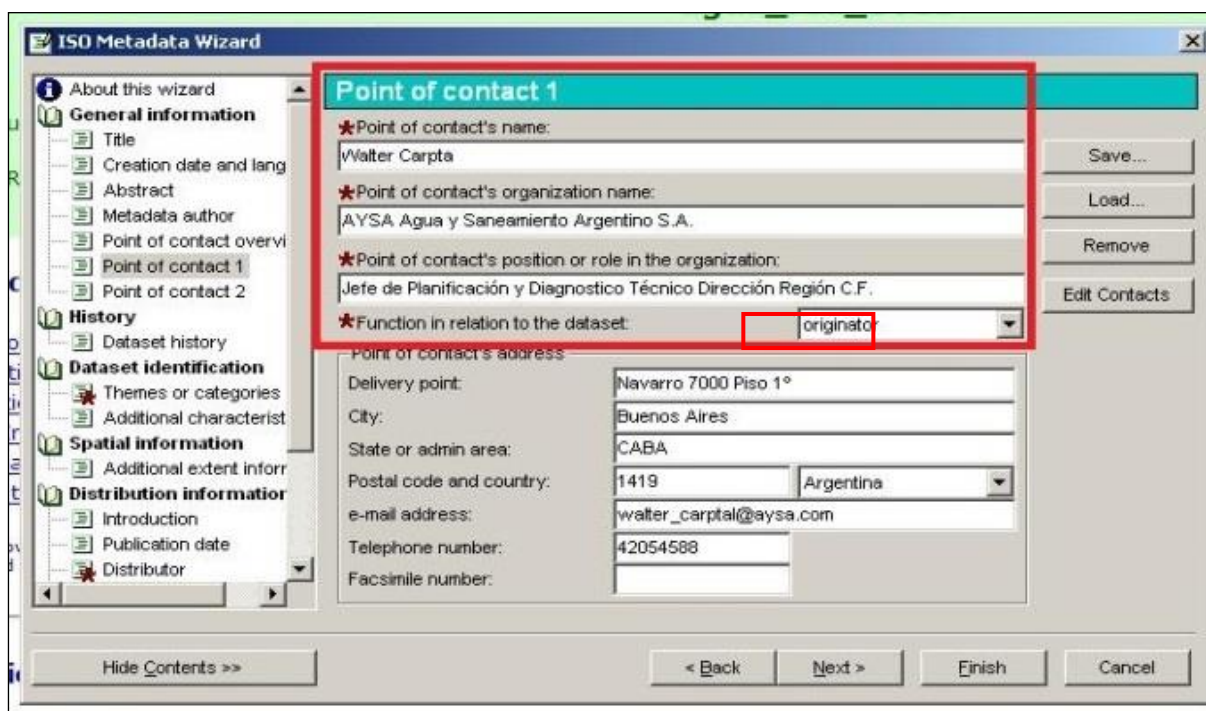 ISO Metadata Wizard
About this wizard
General information
Title
Creation date and lang
Abstract
Metadata author
Point of contact overvi
Point of contact 1
Point of contact 2
History
Dataset history
Dataset identification
Themes or categories
Additional characterist
Spatial information
Additional extent inforr
Distribution informatior
Introduction
Publication date
Distributor
Point of contact 1
*Point of contact's name:
Walter Carpta
*Point of contact's organization name:
AYSA Agua y Saneamiento Argentino S.A.
*Point of contact's position or role in the organization:
Jefe de Planificación y Diagnostico Técnico Dirección Región C.F.
*Function in relation to the dataset: originator
Point of contact's address
Delivery point: Navarro 7000 Piso 1º
City: Buenos Aires
State or admin area: CABA
Postal code and country: 1419 Argentina
e-mail address: walter_carptal@aysa.com
Telephone number: 42054588
Facsimile number:
Save...
Load...
Remove
Edit Contacts
Hide Contents >>
< Back Next > Finish Cancel